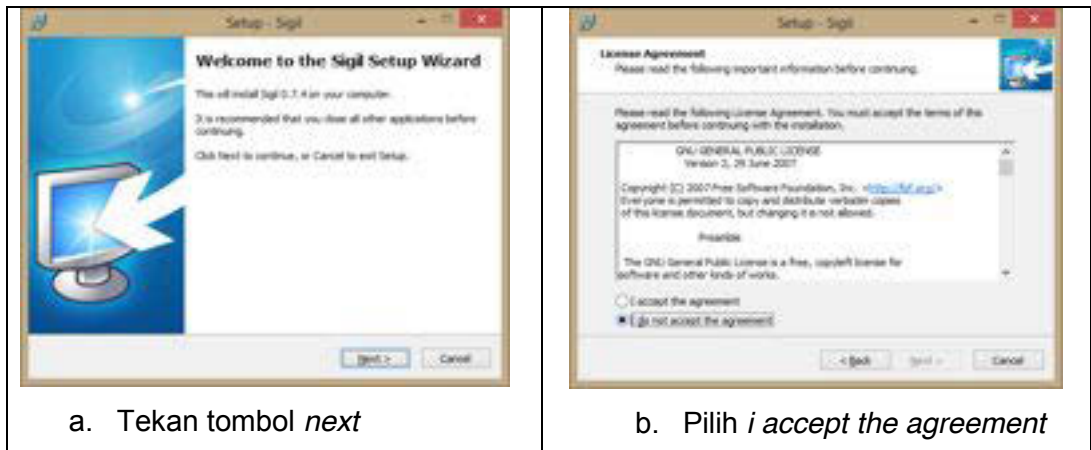 Setup - Sigil
Welcome to the Sigil Setup Wizard
This will install Sigil 0.7.4 on your computer.
It is recommended that you close all other applications before
continuing.
Click Next to continue, or Cancel to exit Setup.
Next >
Cancel
a. Tekan tombol next
Setup - Sigil
License Agreement
Please read the following important information before continuing.
Please read the following License Agreement. You must accept the terms of this
agreement before continuing with the installation.
GNU GENERAL PUBLIC LICENSE
Version 3, 29 June 2007
Copyright (C) 2007 Free Software Foundation, Inc. <http://fsf.org/>
Everyone is permitted to copy and distribute verbatim copies
of this license document, but changing it is not allowed.
Preamble
The GNU General Public License is a free, copyleft license for
software and other kinds of works.
I accept the agreement
I do not accept the agreement
< Back
Next >
Cancel
b. Pilih i accept the agreement